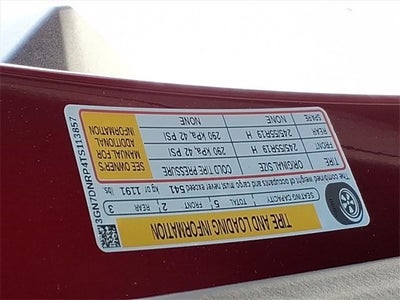 TIRE AND LOADING INFORMATION
SEATING CAPACITY TOTAL 5 FRONT 2 REAR 3
The combined weight of occupants and cargo must never exceed 541 kg or 1191 lbs
TIRE ORIGINAL SIZE COLD TIRE PRESSURE
FRONT 245/55R19 H 290 kPa, 42 PSI
REAR 245/55R19 H 290 kPa, 42 PSI
SPARE NONE NONE
SEE OWNER'S
MANUAL FOR
ADDITIONAL
INFORMATION
3GN7DNRP4TS113857